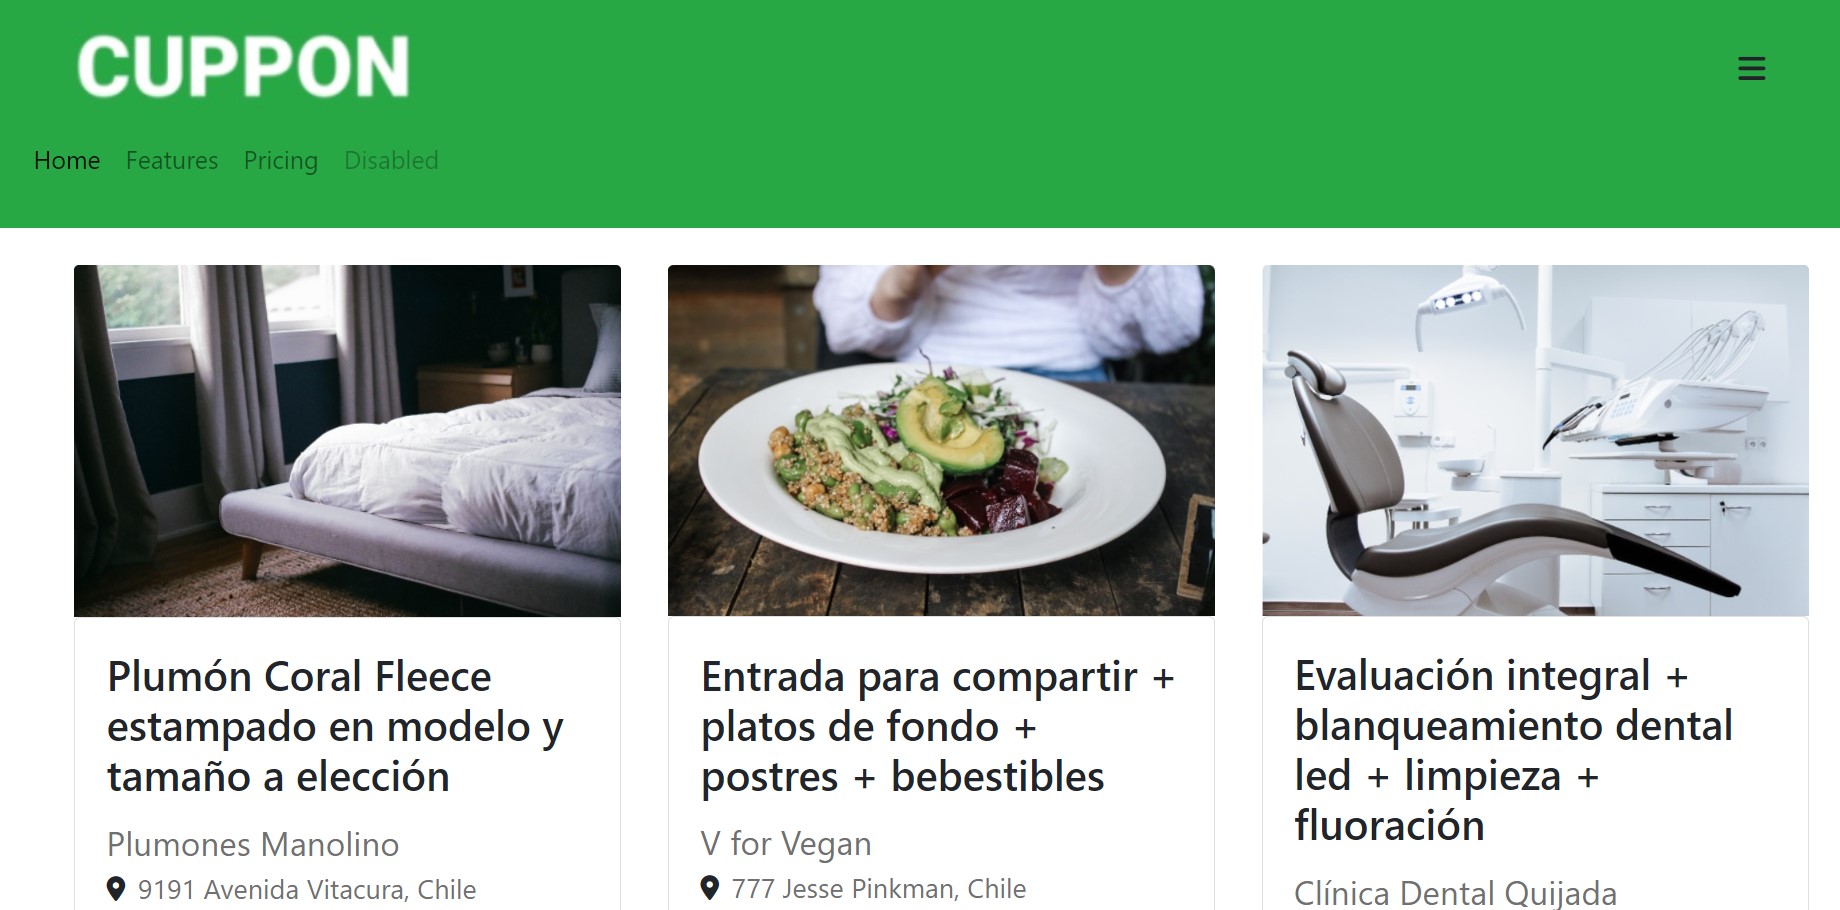 CUPPON
Home Features Pricing Disabled
Plumón Coral Fleece
estampado en modelo y
tamaño a elección
Plumones Manolino
9191 Avenida Vitacura, Chile
Entrada para compartir +
platos de fondo +
postres + bebestibles
V for Vegan
777 Jesse Pinkman, Chile
Evaluación integral +
blanqueamiento dental
led + limpieza +
fluoración
Clínica Dental Quijada